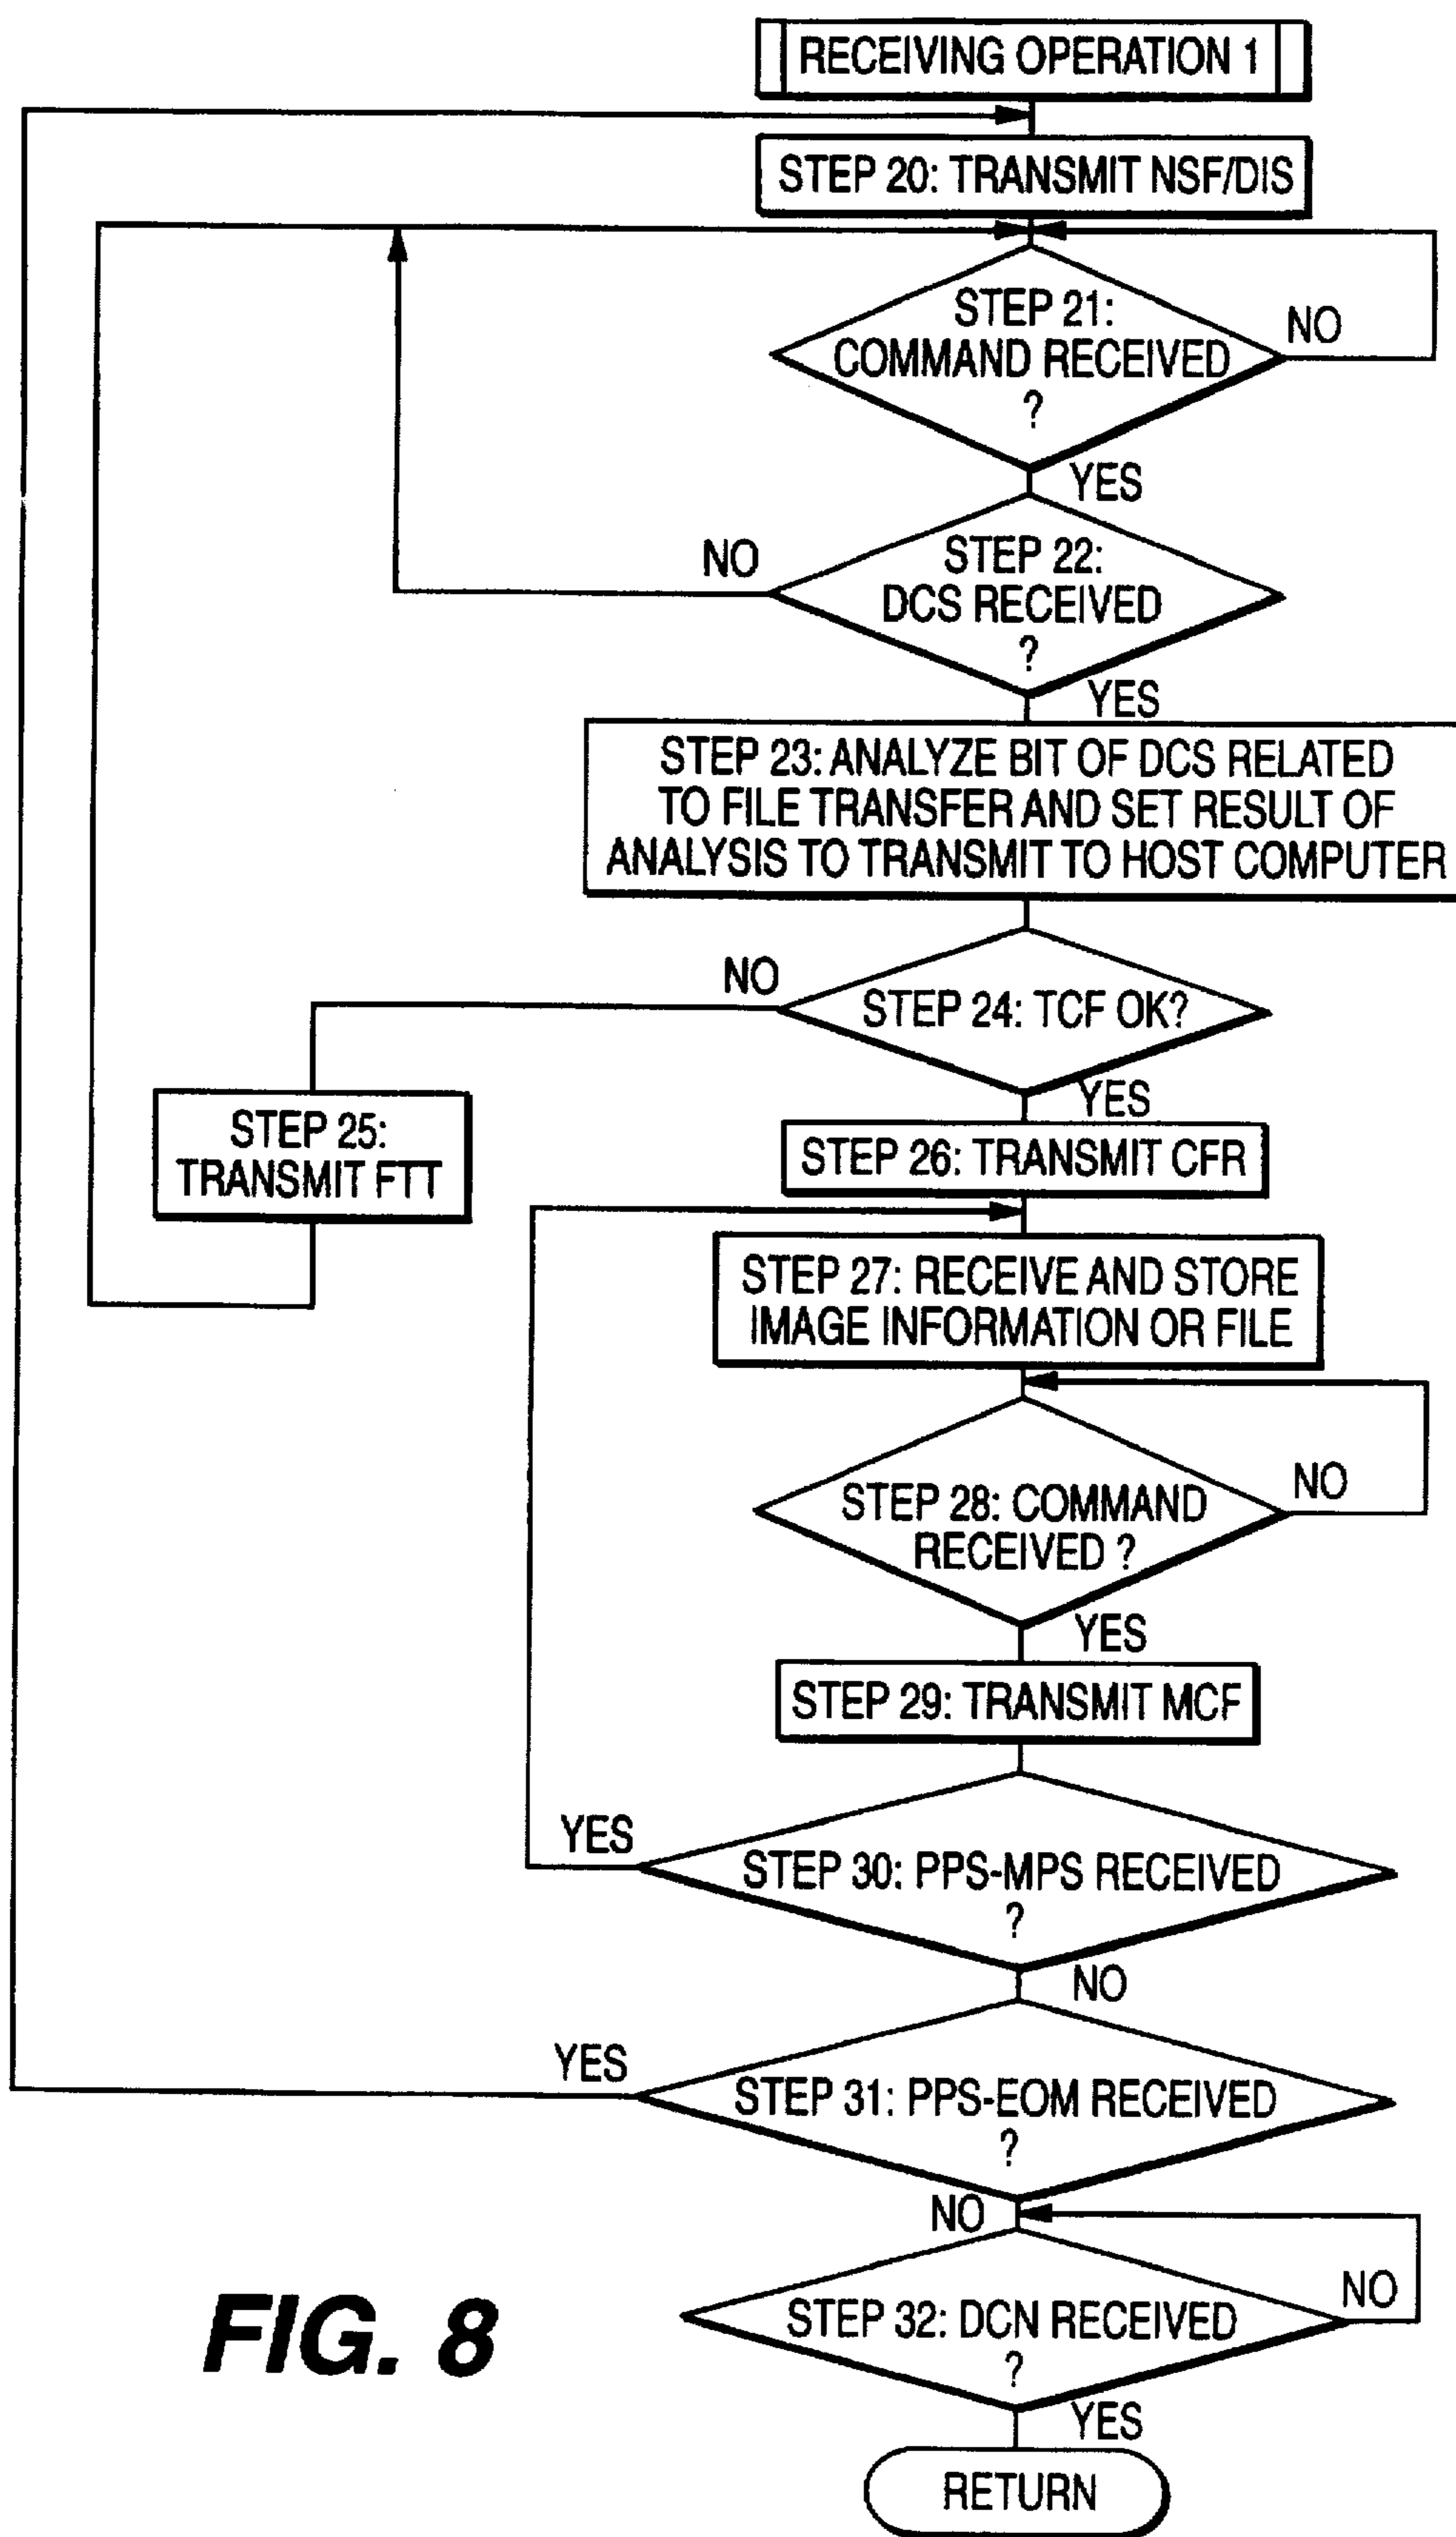 RECEIVING OPERATION 1
STEP 20: TRANSMIT NSF/DIS
STEP 21:
COMMAND RECEIVED
?
NO
YES
STEP 22:
DCS RECEIVED
?
NO
YES
STEP 23: ANALYZE BIT OF DCS RELATED
TO FILE TRANSFER AND SET RESULT OF
ANALYSIS TO TRANSMIT TO HOST COMPUTER
NO
STEP 24: TCF OK?
YES
STEP 25:
TRANSMIT FTT
STEP 26: TRANSMIT CFR
STEP 27: RECEIVE AND STORE
IMAGE INFORMATION OR FILE
STEP 28: COMMAND
RECEIVED ?
NO
YES
STEP 29: TRANSMIT MCF
YES
STEP 30: PPS-MPS RECEIVED
?
NO
YES
STEP 31: PPS-EOM RECEIVED
?
NO
STEP 32: DCN RECEIVED
?
NO
YES
RETURN
FIG. 8